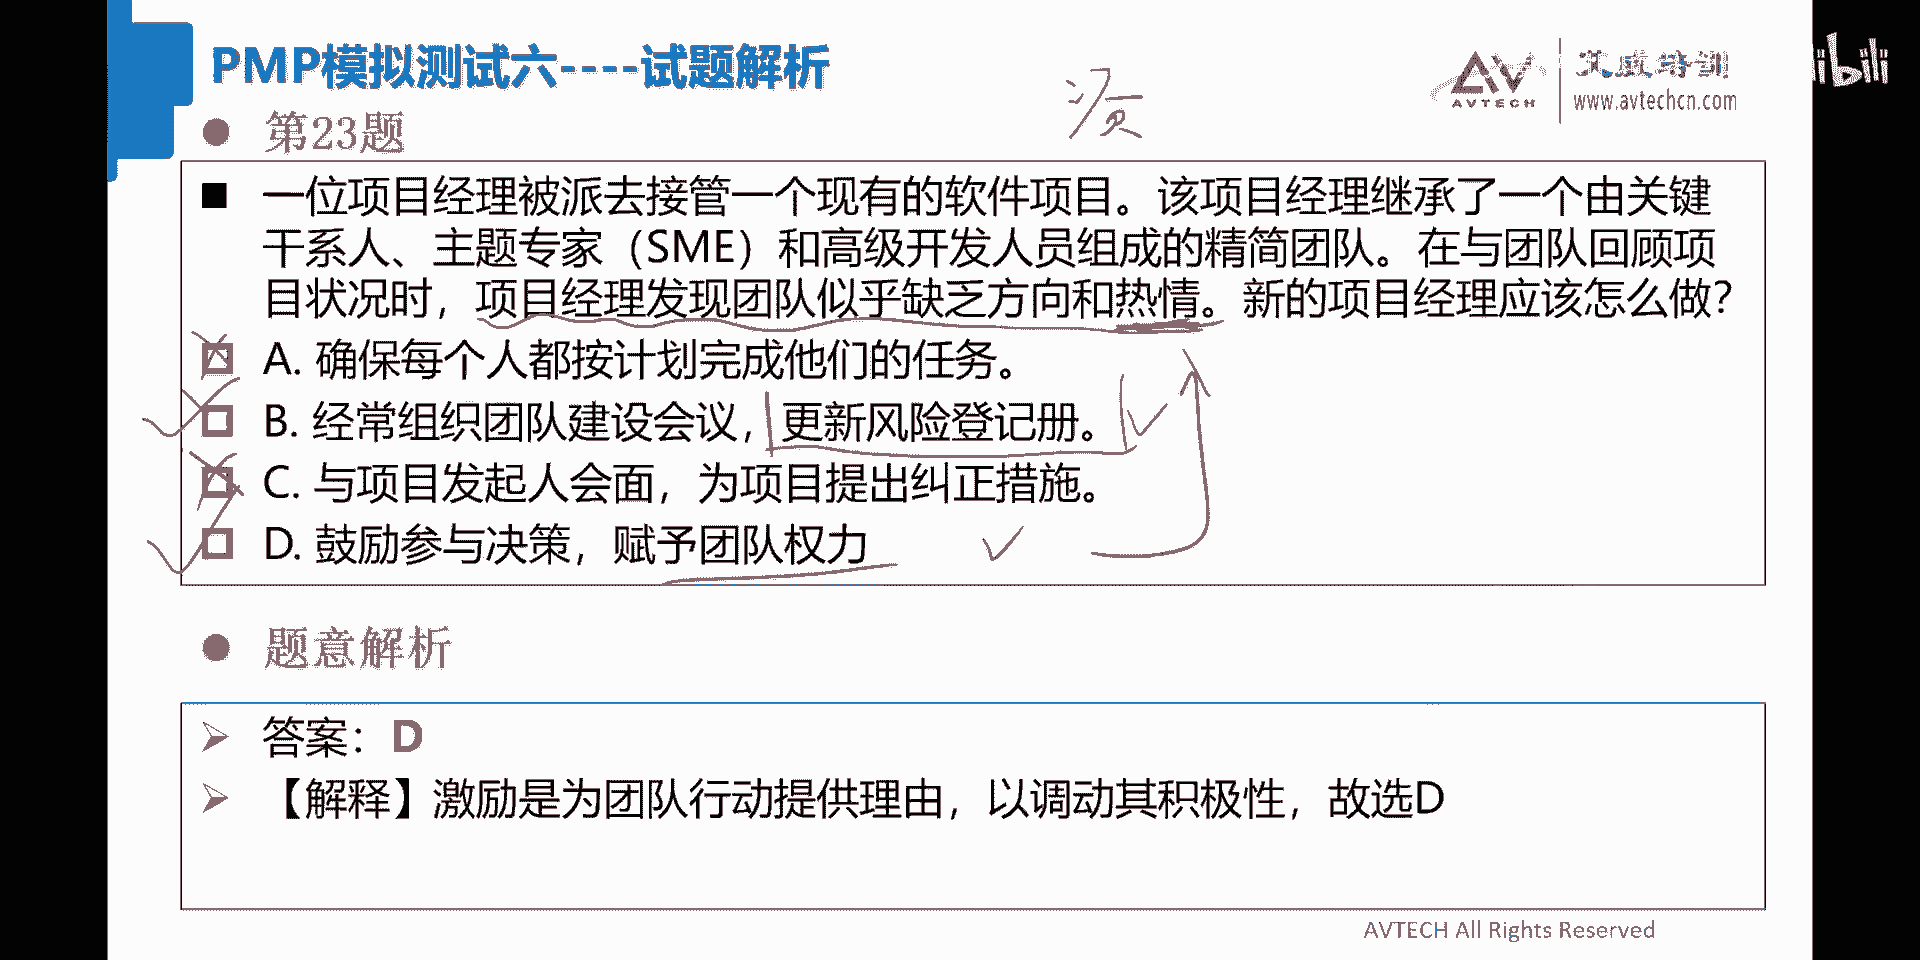 PMP模拟测试六----试题解析
AV
AVTECH
艾威培训
www.avtechcn.com
ilibili
资
第23题
一位项目经理被派去接管一个现有的软件项目。该项目经理继承了一个由关键
干系人、主题专家（SME）和高级开发人员组成的精简团队。在与团队回顾项
目状况时，项目经理发现团队似乎缺乏方向和热情。新的项目经理应该怎么做？
A. 确保每个人都按计划完成他们的任务。
B. 经常组织团队建设会议，更新风险登记册。
C. 与项目发起人会面，为项目提出纠正措施。
D. 鼓励参与决策，赋予团队权力
题意解析
答案：D
【解释】激励是为团队行动提供理由，以调动其积极性，故选D
AVTECH All Rights Reserved